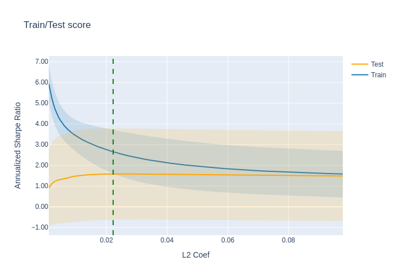 Train/Test score
7.00
6.00
5.00
4.00
3.00
2.00
1.00
0.00
−1.00
Annualized Sharpe Ratio
0.02
0.04
0.06
0.08
L2 Coef
Test
Train